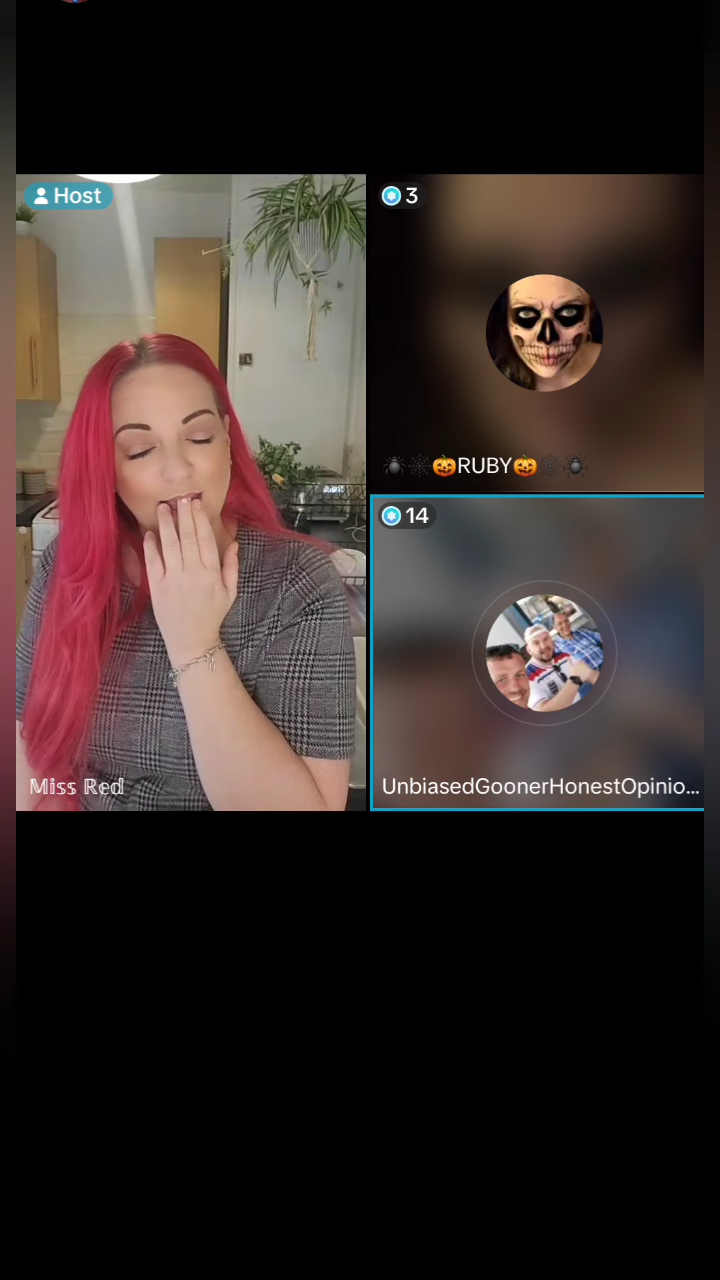 Host
3
🕷️🕸️🎃RUBY🎃🕸️🕷️
14
𝕄𝕚𝕤𝕤 ℝ𝕖𝕕
UnbiasedGoonerHonestOpinio...